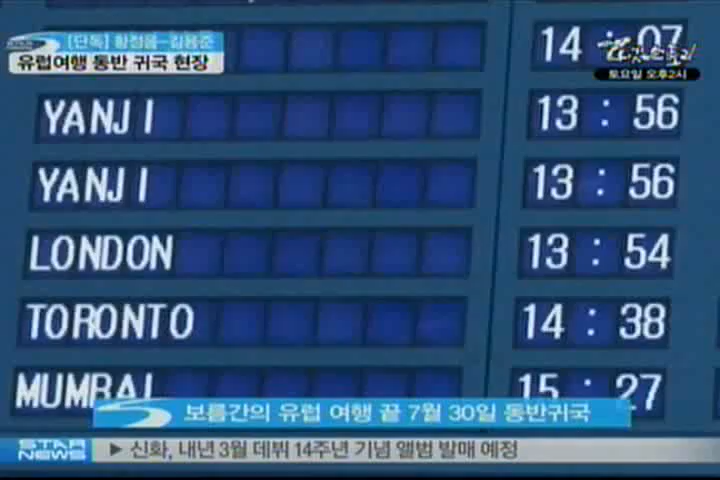 [단독] 황정음-김용준
유럽여행 동반 귀국 현장
토요일 오후2시
14 : 07
YANJI 13 : 56
YANJI 13 : 56
LONDON 13 : 54
TORONTO 14 : 38
MUMBAI 15 : 27
보름간의 유럽 여행 끝 7월 30일 동반귀국
STAR NEWS
▶ 신화, 내년 3월 데뷔 14주년 기념 앨범 발매 예정